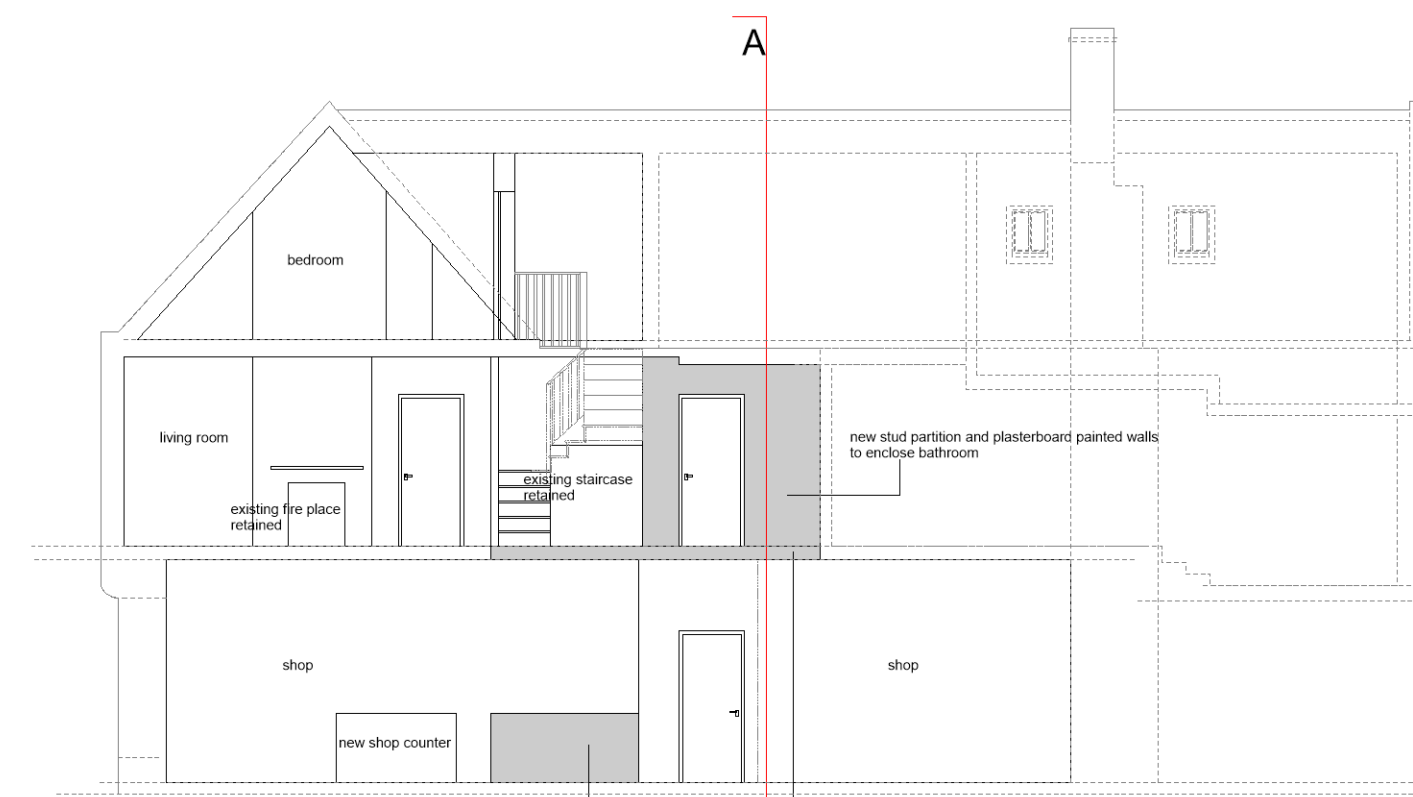 A
bedroom
living room
new stud partition and plasterboard painted walls
to enclose bathroom
existing staircase
retained
existing fire place
retained
shop
shop
new shop counter